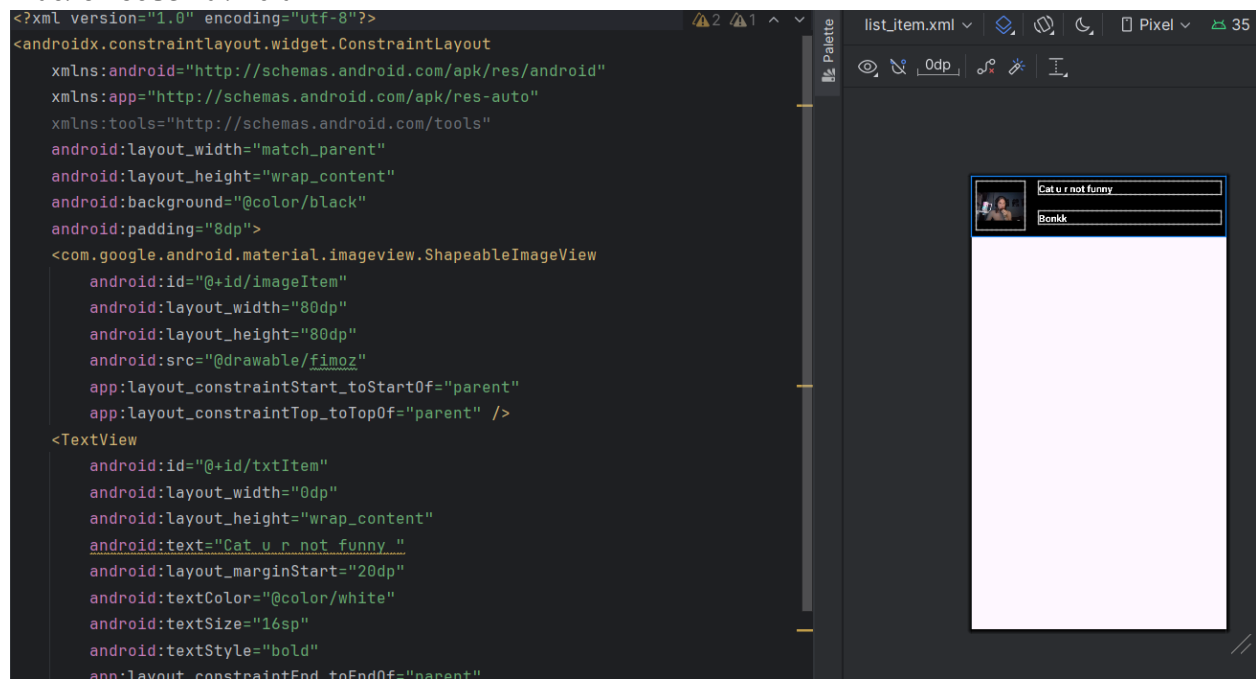 <?xml version="1.0" encoding="utf-8"?>
2 1
<androidx.constraintlayout.widget.ConstraintLayout
xmlns:android="http://schemas.android.com/apk/res/android"
xmlns:app="http://schemas.android.com/apk/res-auto"
xmlns:tools="http://schemas.android.com/tools"
android:layout_width="match_parent"
android:layout_height="wrap_content"
android:background="@color/black"
android:padding="8dp">
<com.google.android.material.imageview.ShapeableImageView
android:id="@+id/imageItem"
android:layout_width="80dp"
android:layout_height="80dp"
android:src="@drawable/fimoz"
app:layout_constraintStart_toStartOf="parent"
app:layout_constraintTop_toTopOf="parent" />
<TextView
android:id="@+id/txtItem"
android:layout_width="0dp"
android:layout_height="wrap_content"
android:text="Cat u r not funny "
android:layout_marginStart="20dp"
android:textColor="@color/white"
android:textSize="16sp"
android:textStyle="bold"
app:layout_constraintEnd_toEndOf="parent"
Palette
list_item.xml Pixel 35
0dp
Cat u r not funny
Bonkk